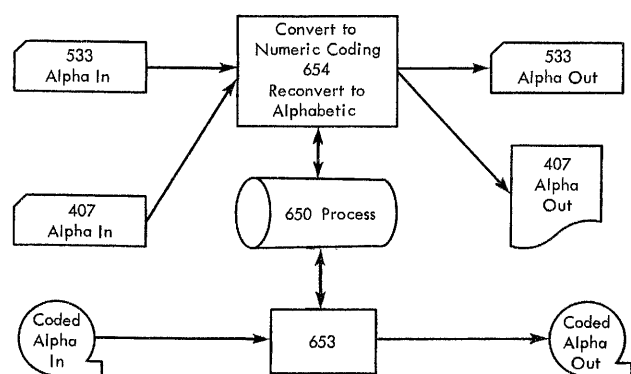 533
Alpha In
Convert to
Numeric Coding
654
Reconvert to
Alphabetic
533
Alpha Out
407
Alpha In
650 Process
407
Alpha
Out
Coded
Alpha
In
653
Coded
Alpha
Out